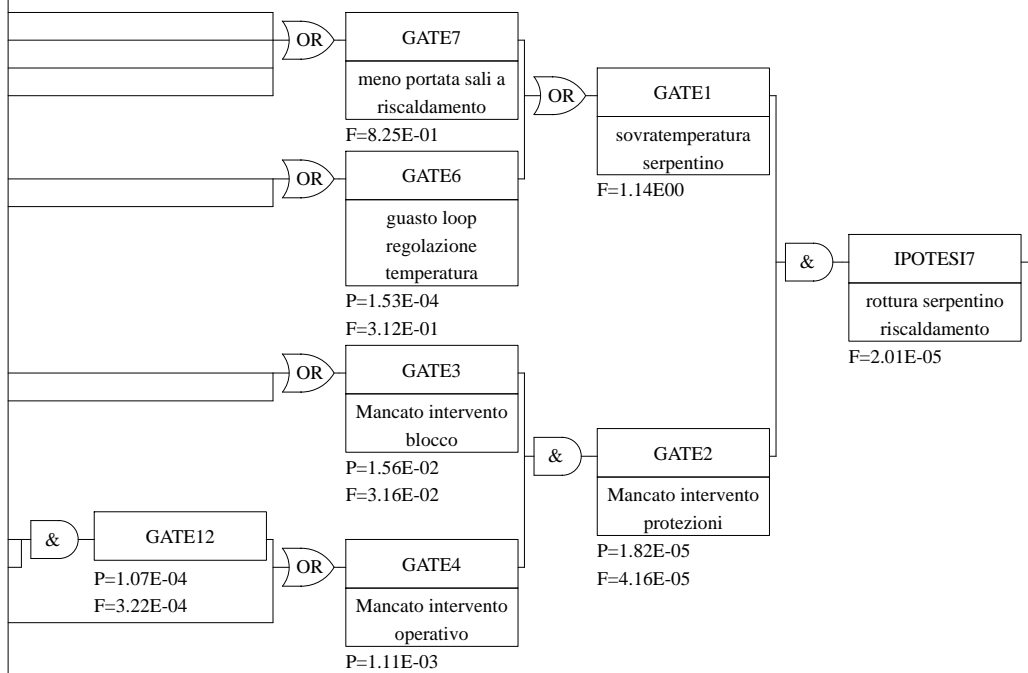 OR
GATE7
meno portata sali a
riscaldamento
F=8.25E-01
OR
GATE6
guasto loop
regolazione
temperatura
P=1.53E-04
F=3.12E-01
OR
GATE1
sovratemperatura
serpentino
F=1.14E00
OR
GATE3
Mancato intervento
blocco
P=1.56E-02
F=3.16E-02
&
GATE12
P=1.07E-04
F=3.22E-04
OR
GATE4
Mancato intervento
operativo
P=1.11E-03
&
GATE2
Mancato intervento
protezioni
P=1.82E-05
F=4.16E-05
&
IPOTESI7
rottura serpentino
riscaldamento
F=2.01E-05